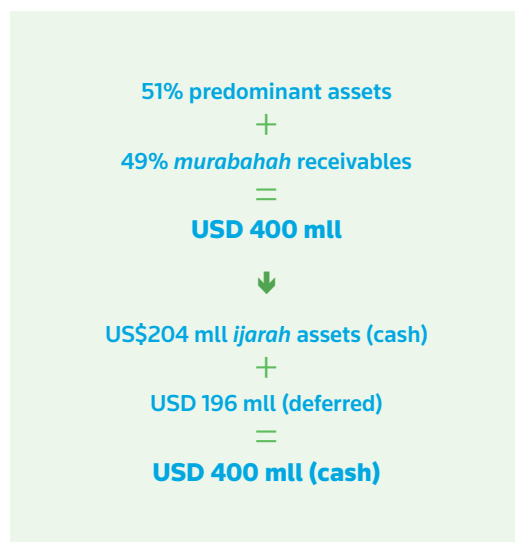 51% predominant assets
+
49% murabahah receivables
=
USD 400 mll
US$204 mll ijarah assets (cash)
+
USD 196 mll (deferred)
=
USD 400 mll (cash)